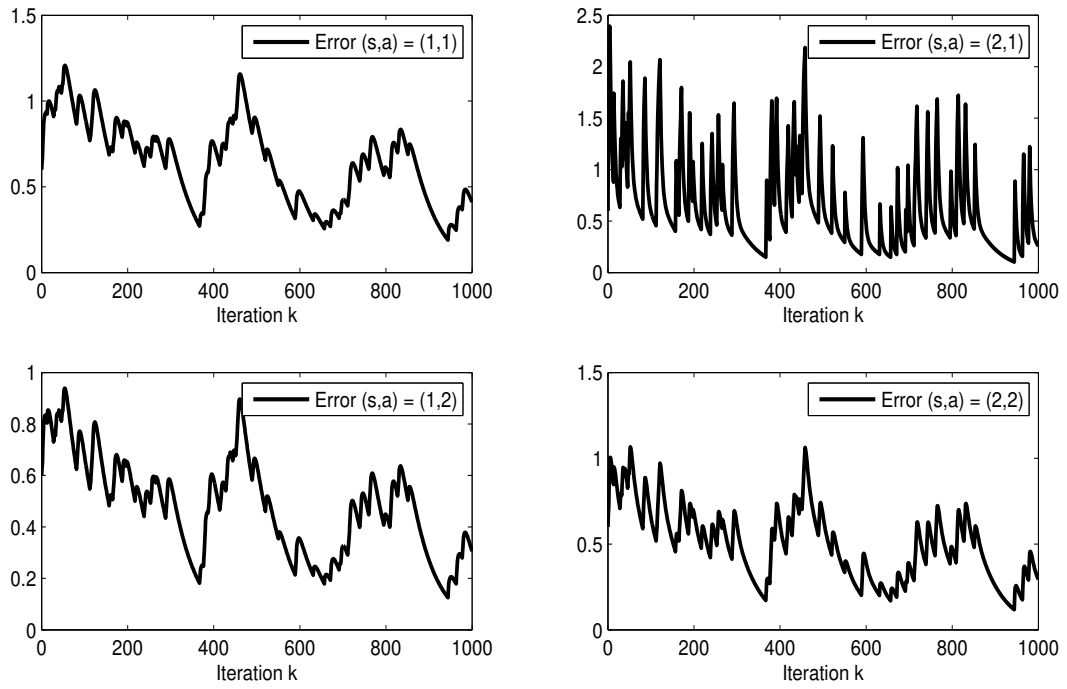 1.5
1
0.5
0
0 200 400 600 800 1000
Iteration k
Error (s,a) = (1,1)
2.5
2
1.5
1
0.5
0
0 200 400 600 800 1000
Iteration k
Error (s,a) = (2,1)
1
0.8
0.6
0.4
0.2
0
0 200 400 600 800 1000
Iteration k
Error (s,a) = (1,2)
1.5
1
0.5
0
0 200 400 600 800 1000
Iteration k
Error (s,a) = (2,2)